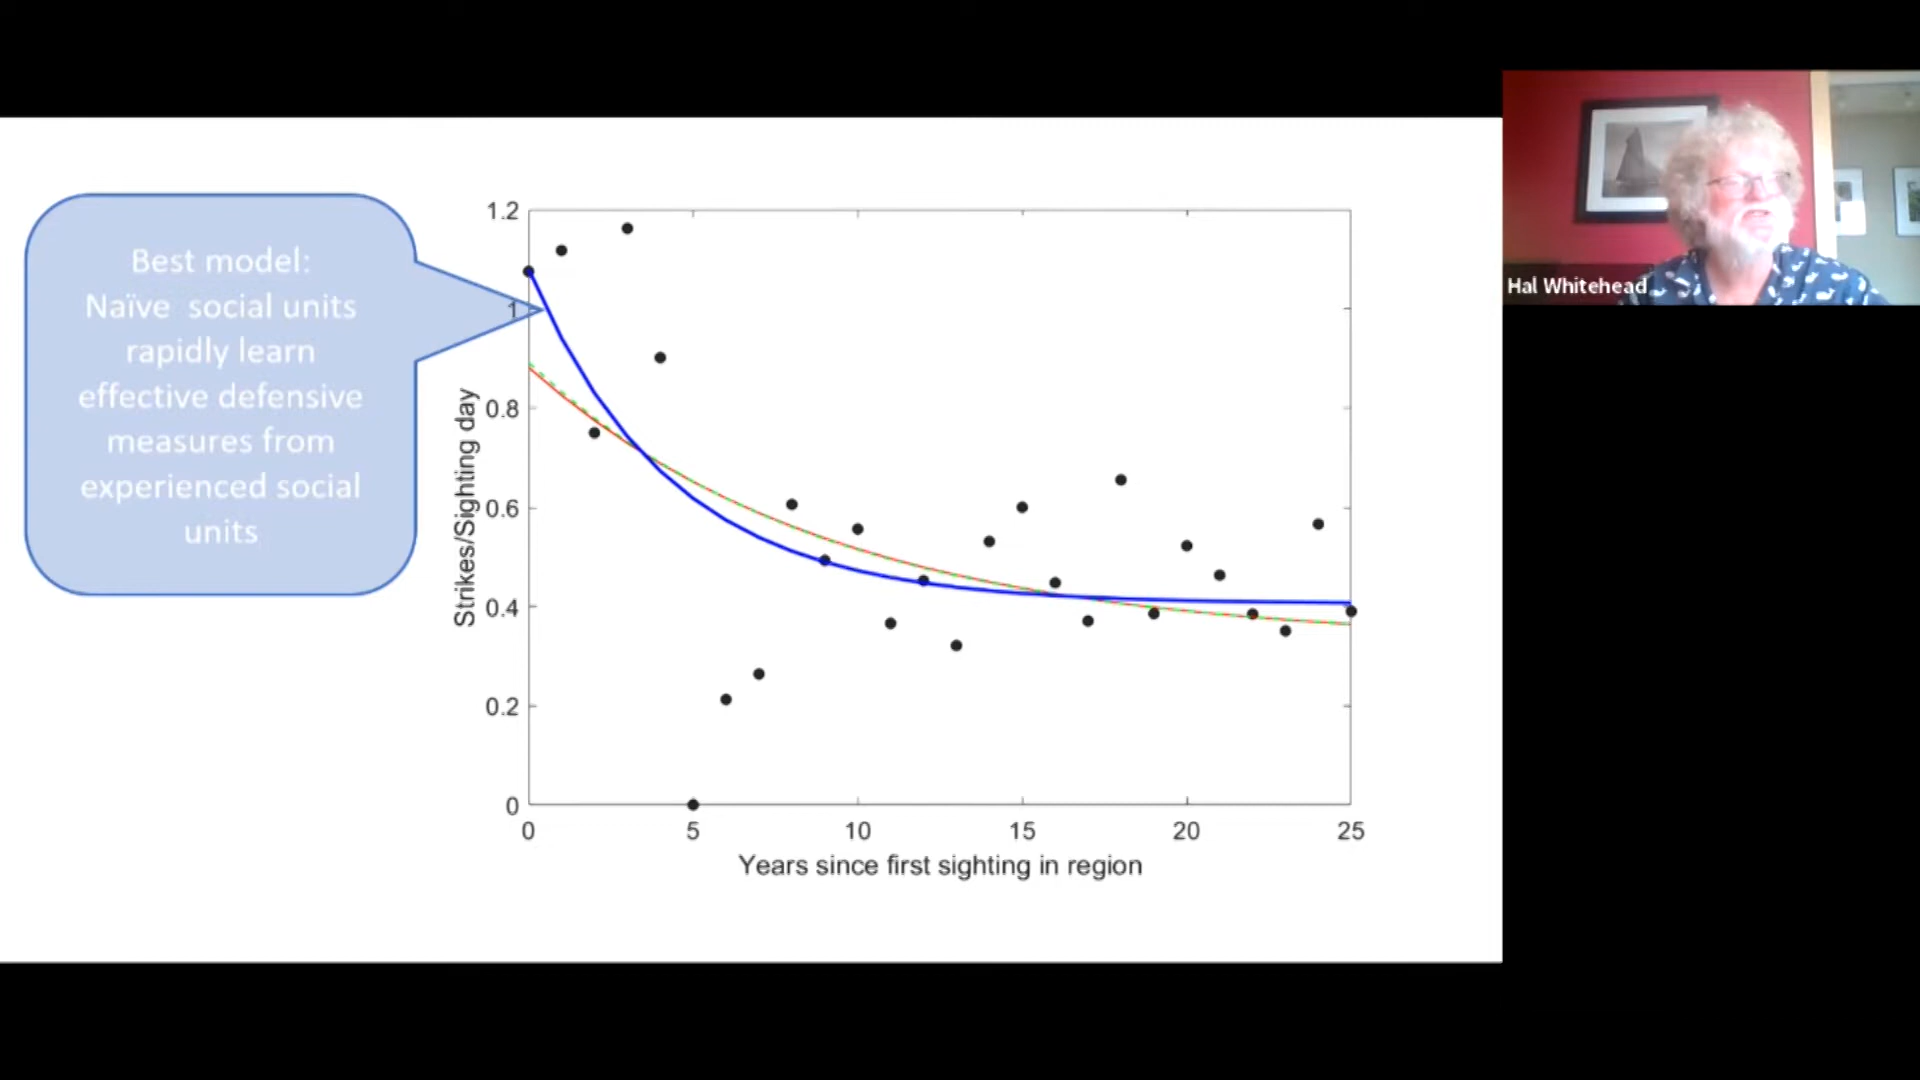 Best model:
Naïve social units
rapidly learn
effective defensive
measures from
experienced social
units
1.2
1
0.8
0.6
0.4
0.2
0
Strikes/Sighting day
0
5
10
15
20
25
Years since first sighting in region
Hal Whitehead